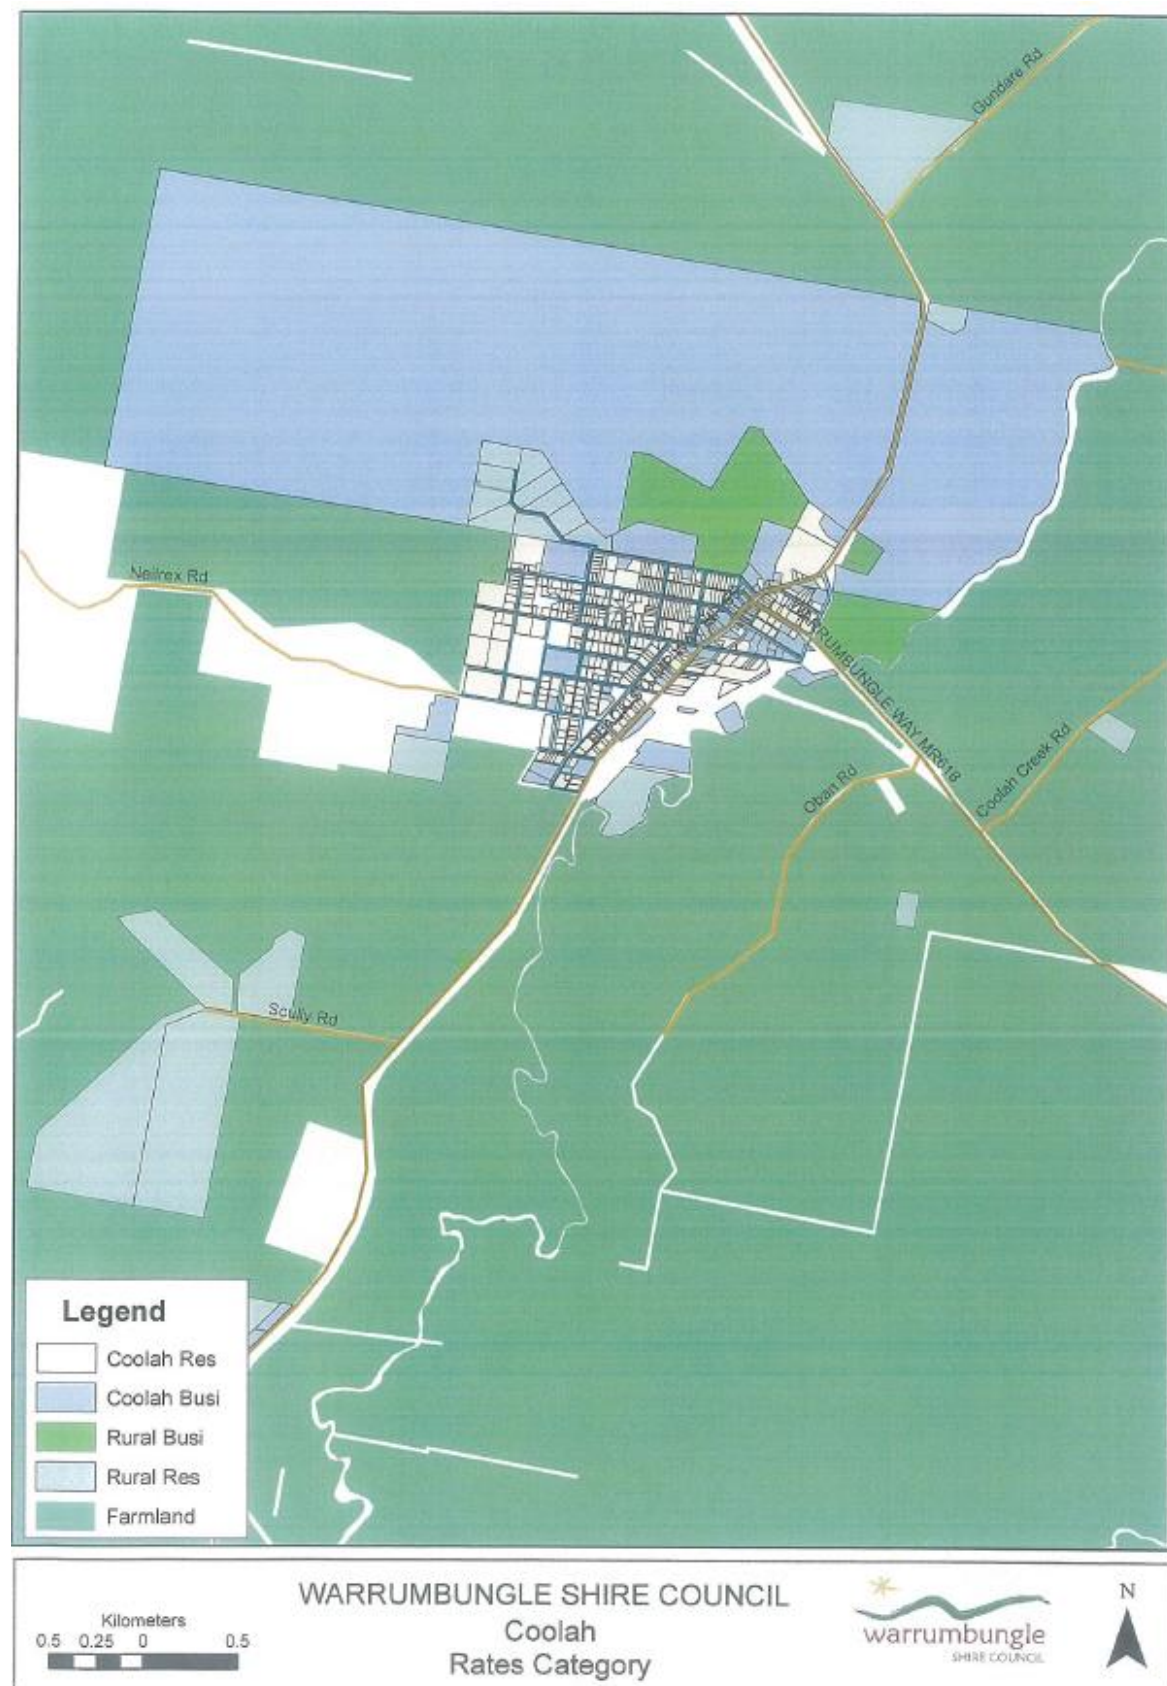 Gundare Rd
Neilrex Rd
WARRUMBUNGLE WAY MR618
Coolah Creek Rd
Oban Rd
Scully Rd
Legend
Coolah Res
Coolah Busi
Rural Busi
Rural Res
Farmland
Kilometers
0.5 0.25 0 0.5
WARRUMBUNGLE SHIRE COUNCIL
Coolah
Rates Category
warrumbungle
SHIRE COUNCIL
N